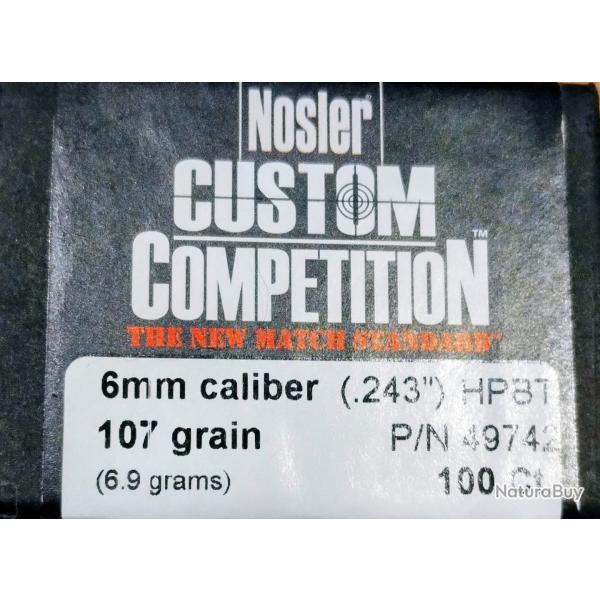 Nosler®
CUSTOM
COMPETITION™
THE NEW MATCH STANDARD™
6mm caliber (.243") HPBT
107 grain P/N 49742
(6.9 grams) 100 Ct.
NaturaBuy